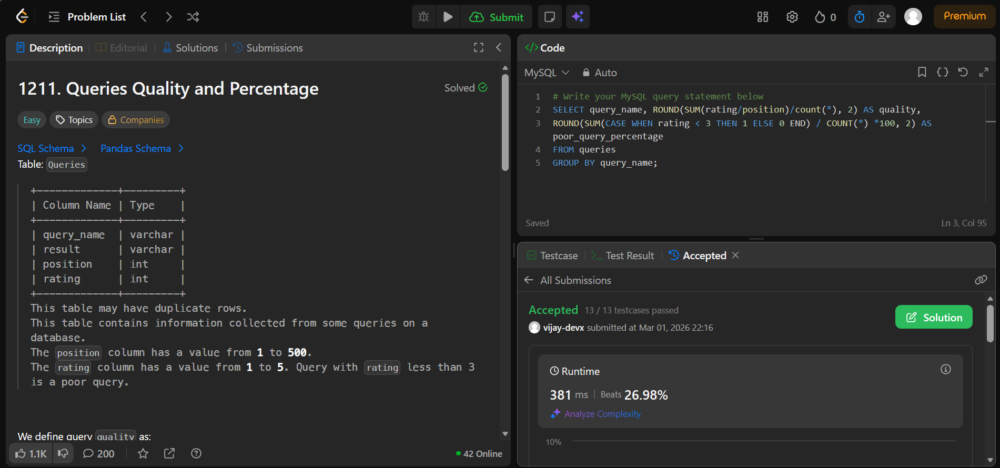 Problem List
Submit
0
Premium
Description
Editorial
Solutions
Submissions
1211. Queries Quality and Percentage
Solved
Easy
Topics
Companies
SQL Schema
Pandas Schema
Table: Queries
+-------------+---------+
| Column Name | Type    |
+-------------+---------+
| query_name  | varchar |
| result      | varchar |
| position    | int     |
| rating      | int     |
+-------------+---------+
This table may have duplicate rows.
This table contains information collected from some queries on a
database.
The position column has a value from 1 to 500.
The rating column has a value from 1 to 5. Query with rating less than 3
is a poor query.
We define query quality as:
1.1K
200
42 Online
</> Code
MySQL
Auto
1 # Write your MySQL query statement below
2 SELECT query_name, ROUND(SUM(rating/position)/count(*), 2) AS quality,
3 ROUND(SUM(CASE WHEN rating < 3 THEN 1 ELSE 0 END) / COUNT(*) *100, 2) AS
poor_query_percentage
4 FROM queries
5 GROUP BY query_name;
Saved
Ln 3, Col 95
Testcase
Test Result
Accepted
All Submissions
Accepted 13 / 13 testcases passed
vijay-devx submitted at Mar 01, 2026 22:16
Solution
Runtime
381 ms | Beats 26.98%
Analyze Complexity
10%